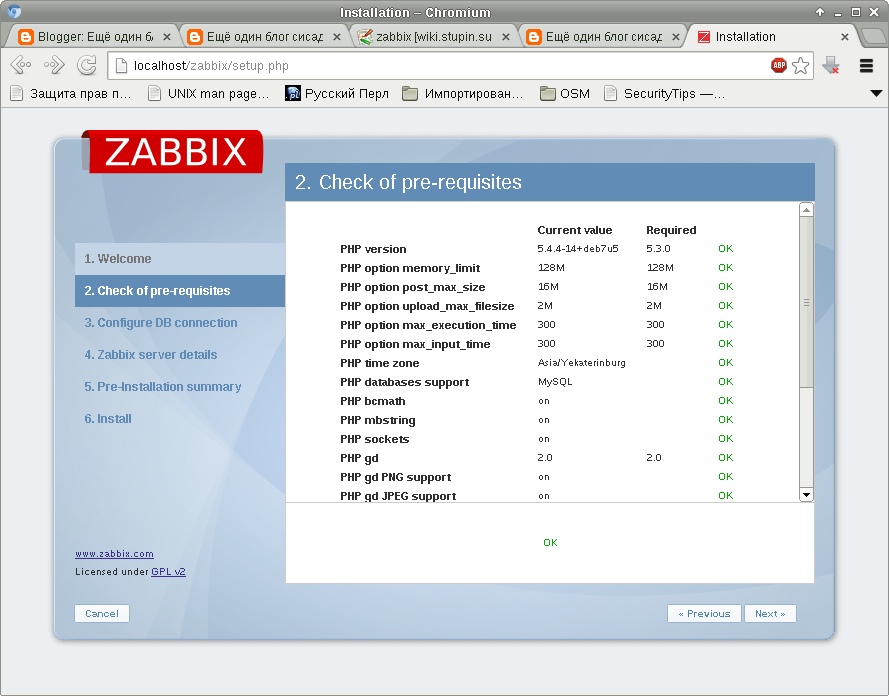 Installation – Chromium
Blogger: Ещё один бл
Ещё один блог сисад
zabbix [wiki.stupin.su
Ещё один блог сисад
Installation
localhost/zabbix/setup.php
ABP
Защита прав п...
UNIX man page...
Русский Перл
Импортирован...
OSM
SecurityTips —...
ZABBIX
2. Check of pre-requisites
1. Welcome
2. Check of pre-requisites
3. Configure DB connection
4. Zabbix server details
5. Pre-Installation summary
6. Install
Current value Required
PHP version 5.4.4-14+deb7u5 5.3.0 OK
PHP option memory_limit 128M 128M OK
PHP option post_max_size 16M 16M OK
PHP option upload_max_filesize 2M 2M OK
PHP option max_execution_time 300 300 OK
PHP option max_input_time 300 300 OK
PHP time zone Asia/Yekaterinburg OK
PHP databases support MySQL OK
PHP bcmath on OK
PHP mbstring on OK
PHP sockets on OK
PHP gd 2.0 2.0 OK
PHP gd PNG support on OK
PHP gd JPEG support on OK
OK
www.zabbix.com
Licensed under GPL v2
Cancel
« Previous
Next »